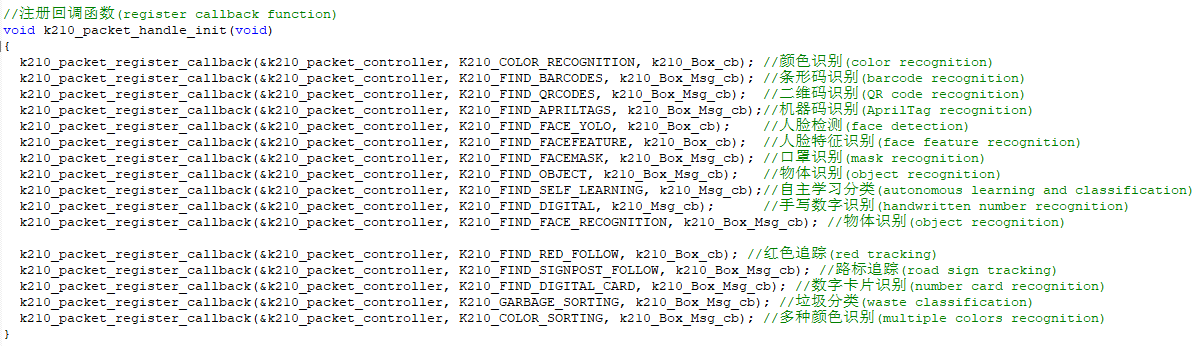 //注册回调函数(register callback function)
void k210_packet_handle_init(void)
{
k210_packet_register_callback(&k210_packet_controller, K210_COLOR_RECOGNITION, k210_Box_cb); //颜色识别(color recognition)
k210_packet_register_callback(&k210_packet_controller, K210_FIND_BARCODES, k210_Box_Msg_cb); //条形码识别(barcode recognition)
k210_packet_register_callback(&k210_packet_controller, K210_FIND_QRCODES, k210_Box_Msg_cb);  //二维码识别(QR code recognition)
k210_packet_register_callback(&k210_packet_controller, K210_FIND_APRILTAGS, k210_Box_Msg_cb);//机器码识别(AprilTag recognition)
k210_packet_register_callback(&k210_packet_controller, K210_FIND_FACE_YOLO, k210_Box_cb);    //人脸检测(face detection)
k210_packet_register_callback(&k210_packet_controller, K210_FIND_FACEFEATURE, k210_Box_cb);  //人脸特征识别(face feature recognition)
k210_packet_register_callback(&k210_packet_controller, K210_FIND_FACEMASK, k210_Box_Msg_cb); //口罩识别(mask recognition)
k210_packet_register_callback(&k210_packet_controller, K210_FIND_OBJECT, k210_Box_Msg_cb);   //物体识别(object recognition)
k210_packet_register_callback(&k210_packet_controller, K210_FIND_SELF_LEARNING, k210_Msg_cb);//自主学习分类(autonomous learning and classification)
k210_packet_register_callback(&k210_packet_controller, K210_FIND_DIGITAL, k210_Msg_cb);      //手写数字识别(handwritten number recognition)
k210_packet_register_callback(&k210_packet_controller, K210_FIND_FACE_RECOGNITION, k210_Box_Msg_cb); //物体识别(object recognition)
k210_packet_register_callback(&k210_packet_controller, K210_FIND_RED_FOLLOW, k210_Box_cb); //红色追踪(red tracking)
k210_packet_register_callback(&k210_packet_controller, K210_FIND_SIGNPOST_FOLLOW, k210_Box_Msg_cb); //路标追踪(road sign tracking)
k210_packet_register_callback(&k210_packet_controller, K210_FIND_DIGITAL_CARD, k210_Box_Msg_cb); //数字卡片识别(number card recognition)
k210_packet_register_callback(&k210_packet_controller, K210_GARBAGE_SORTING, k210_Box_Msg_cb); //垃圾分类(waste classification)
k210_packet_register_callback(&k210_packet_controller, K210_COLOR_SORTING, k210_Box_Msg_cb); //多种颜色识别(multiple colors recognition)
}